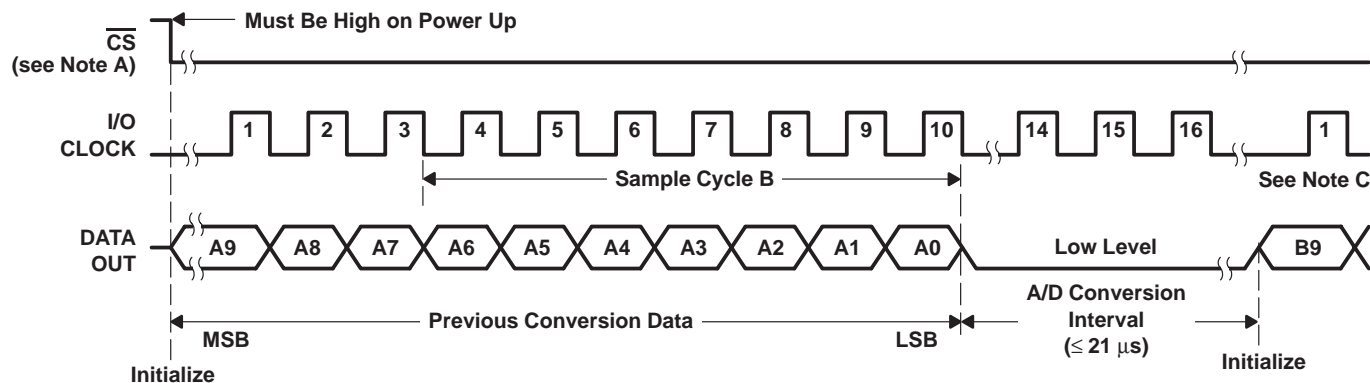 Must Be High on Power Up
CS
(see Note A)
I/O
CLOCK
1 2 3 4 5 6 7 8 9 10 14 15 16 1
Sample Cycle B
See Note C
DATA
OUT
A9 A8 A7 A6 A5 A4 A3 A2 A1 A0 Low Level B9
A/D Conversion
Interval
(≤ 21 μs)
Previous Conversion Data
MSB LSB
Initialize
Initialize